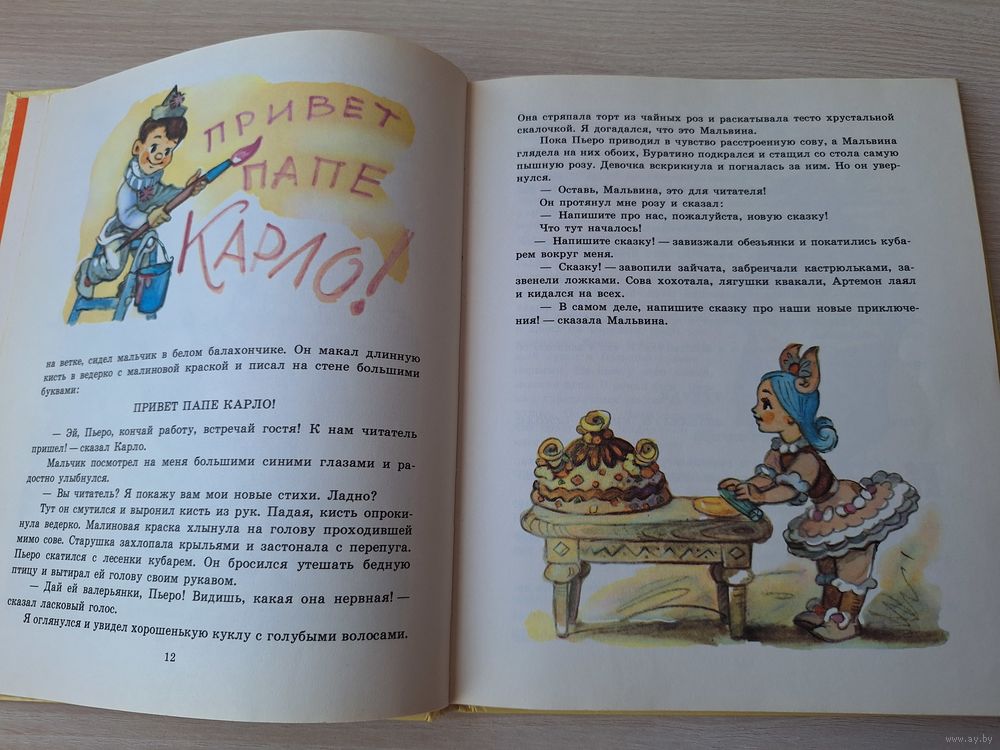 ПРИВЕТ
ПАПЕ
КАРЛО!
на ветке, сидел мальчик в белом балахончике. Он макал длинную
кисть в ведерко с малиновой краской и писал на стене большими
буквами:
ПРИВЕТ ПАПЕ КАРЛО!
— Эй, Пьеро, кончай работу, встречай гостя! К нам читатель
пришел! — сказал Карло.
Мальчик посмотрел на меня большими синими глазами и ра-
достно улыбнулся.
— Вы читатель? Я покажу вам мои новые стихи. Ладно?
Тут он смутился и выронил кисть из рук. Падая, кисть опроки-
нула ведерко. Малиновая краска хлынула на голову проходившей
мимо сове. Старушка захлопала крыльями и застонала с перепуга.
Пьеро скатился с лесенки кубарем. Он бросился утешать бедную
птицу и вытирал ей голову своим рукавом.
— Дай ей валерьянки, Пьеро! Видишь, какая она нервная! —
сказал ласковый голос.
Я оглянулся и увидел хорошенькую куклу с голубыми волосами.
12
Она стряпала торт из чайных роз и раскатывала тесто хрустальной
скалочкой. Я догадался, что это Мальвина.
Пока Пьеро приводил в чувство расстроенную сову, а Мальвина
глядела на них обоих, Буратино подкрался и стащил со стола самую
пышную розу. Девочка вскрикнула и погналась за ним. Но он увер-
нулся.
— Оставь, Мальвина, это для читателя!
Он протянул мне розу и сказал:
— Напишите про нас, пожалуйста, новую сказку!
Что тут началось!
— Напишите сказку! — завизжали обезьянки и покатились куба-
рем вокруг меня.
— Сказку! — завопили зайчата, забренчали кастрюльками, за-
звенели ложками. Сова хохотала, лягушки квакали, Артемон лаял
и кидался на всех.
— В самом деле, напишите сказку про наши новые приключе-
ния! — сказала Мальвина.
www.ay.by